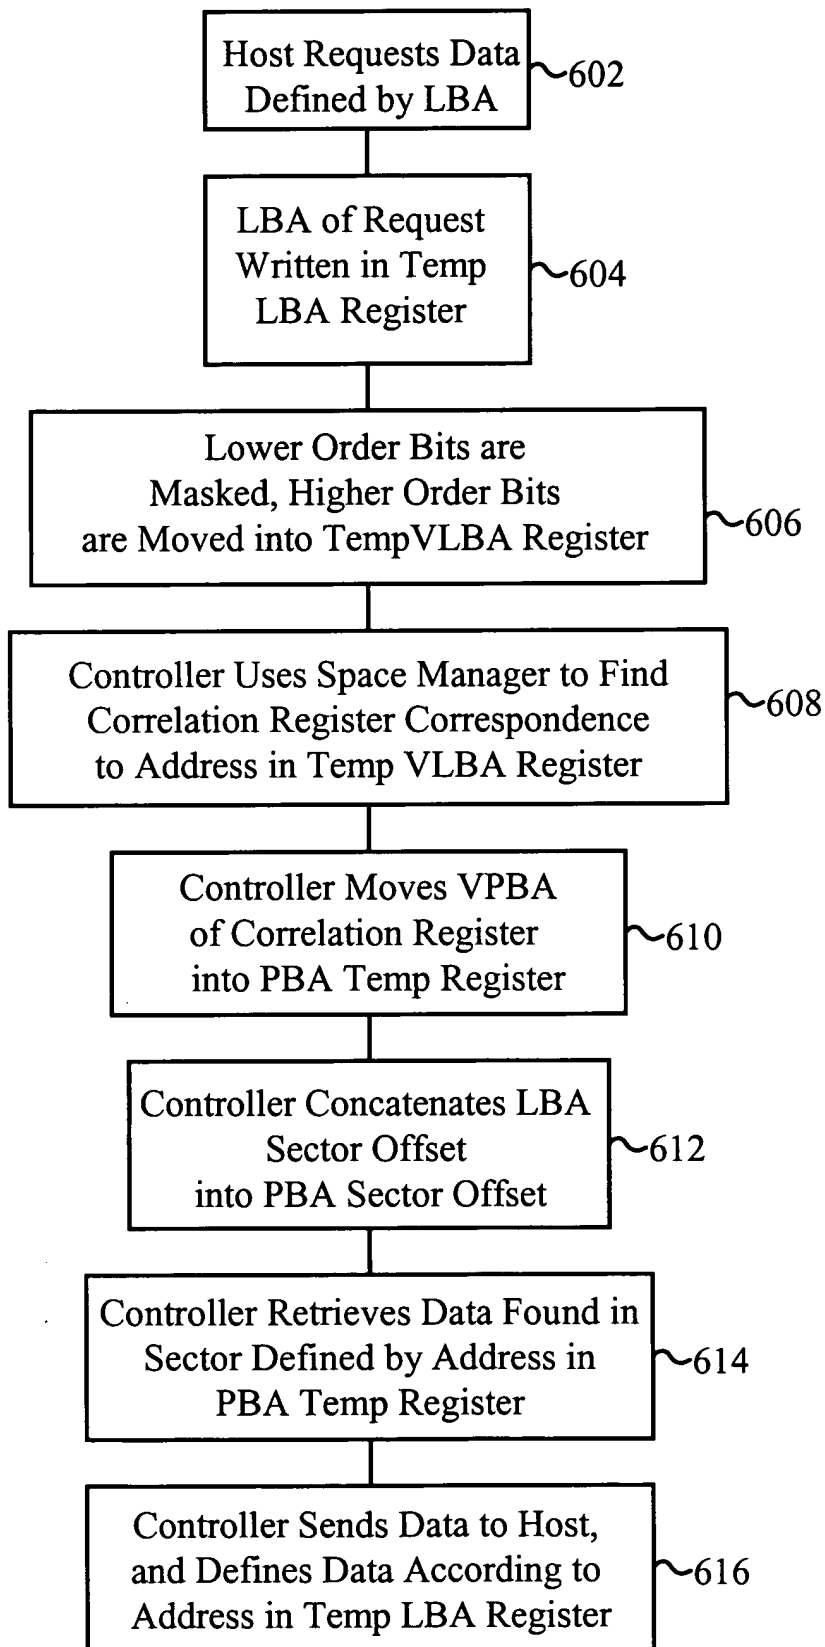 Host Requests Data
Defined by LBA
602
LBA of Request
Written in Temp
LBA Register
604
Lower Order Bits are
Masked, Higher Order Bits
are Moved into TempVLBA Register
606
Controller Uses Space Manager to Find
Correlation Register Correspondence
to Address in Temp VLBA Register
608
Controller Moves VPBA
of Correlation Register
into PBA Temp Register
610
Controller Concatenates LBA
Sector Offset
into PBA Sector Offset
612
Controller Retrieves Data Found in
Sector Defined by Address in
PBA Temp Register
614
Controller Sends Data to Host,
and Defines Data According to
Address in Temp LBA Register
616